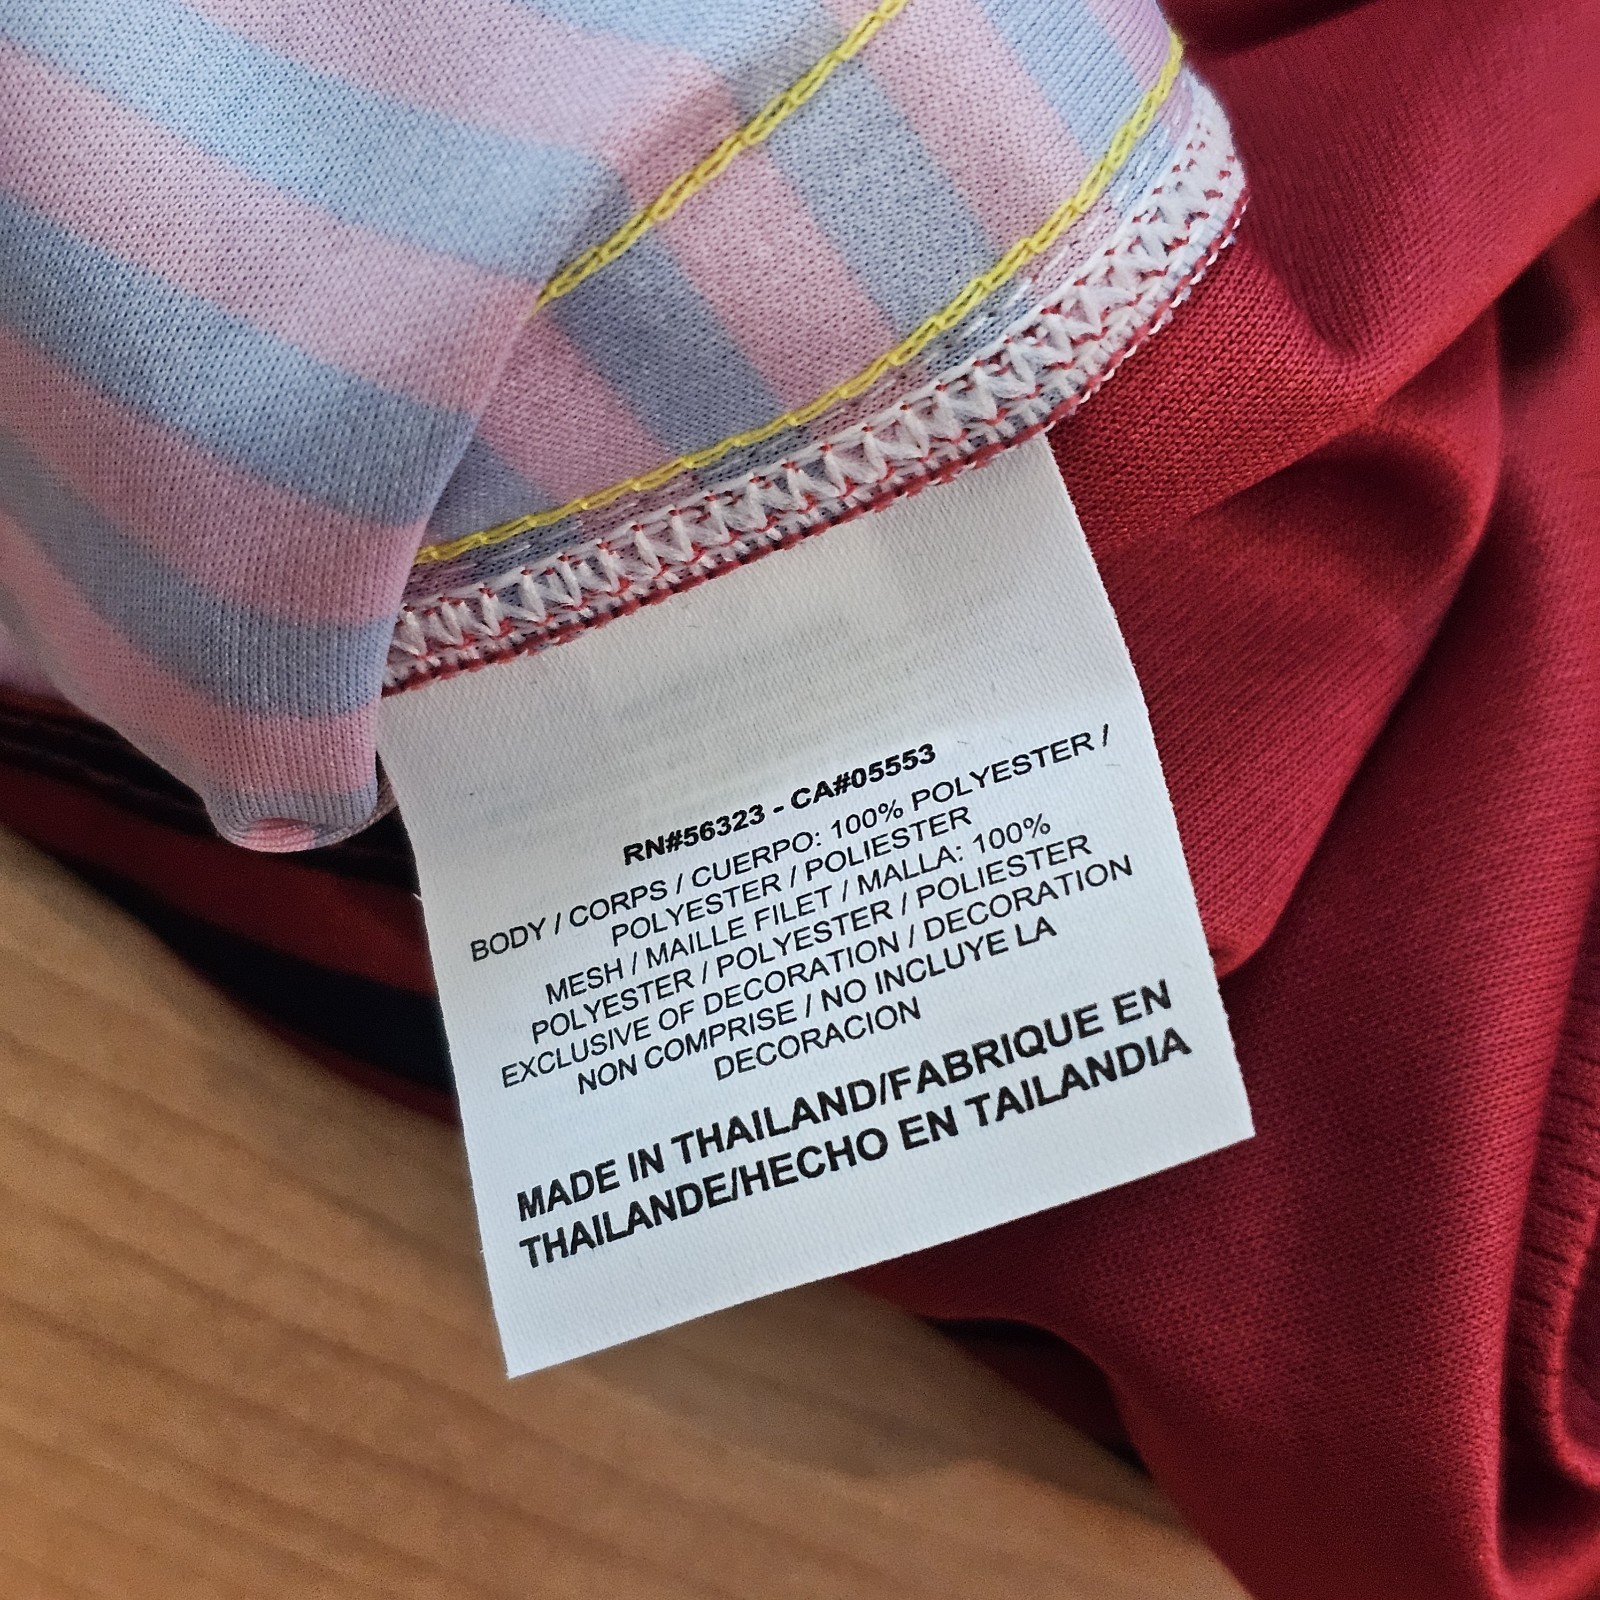 RN#56323 - CA#05553
BODY / CORPS / CUERPO: 100% POLYESTER /
POLYESTER / POLIESTER
MESH / MAILLE FILET / MALLA: 100%
POLYESTER / POLYESTER / POLIESTER
EXCLUSIVE OF DECORATION / DECORATION
NON COMPRISE / NO INCLUYE LA
DECORACION
MADE IN THAILAND/FABRIQUE EN
THAILANDE/HECHO EN TAILANDIA